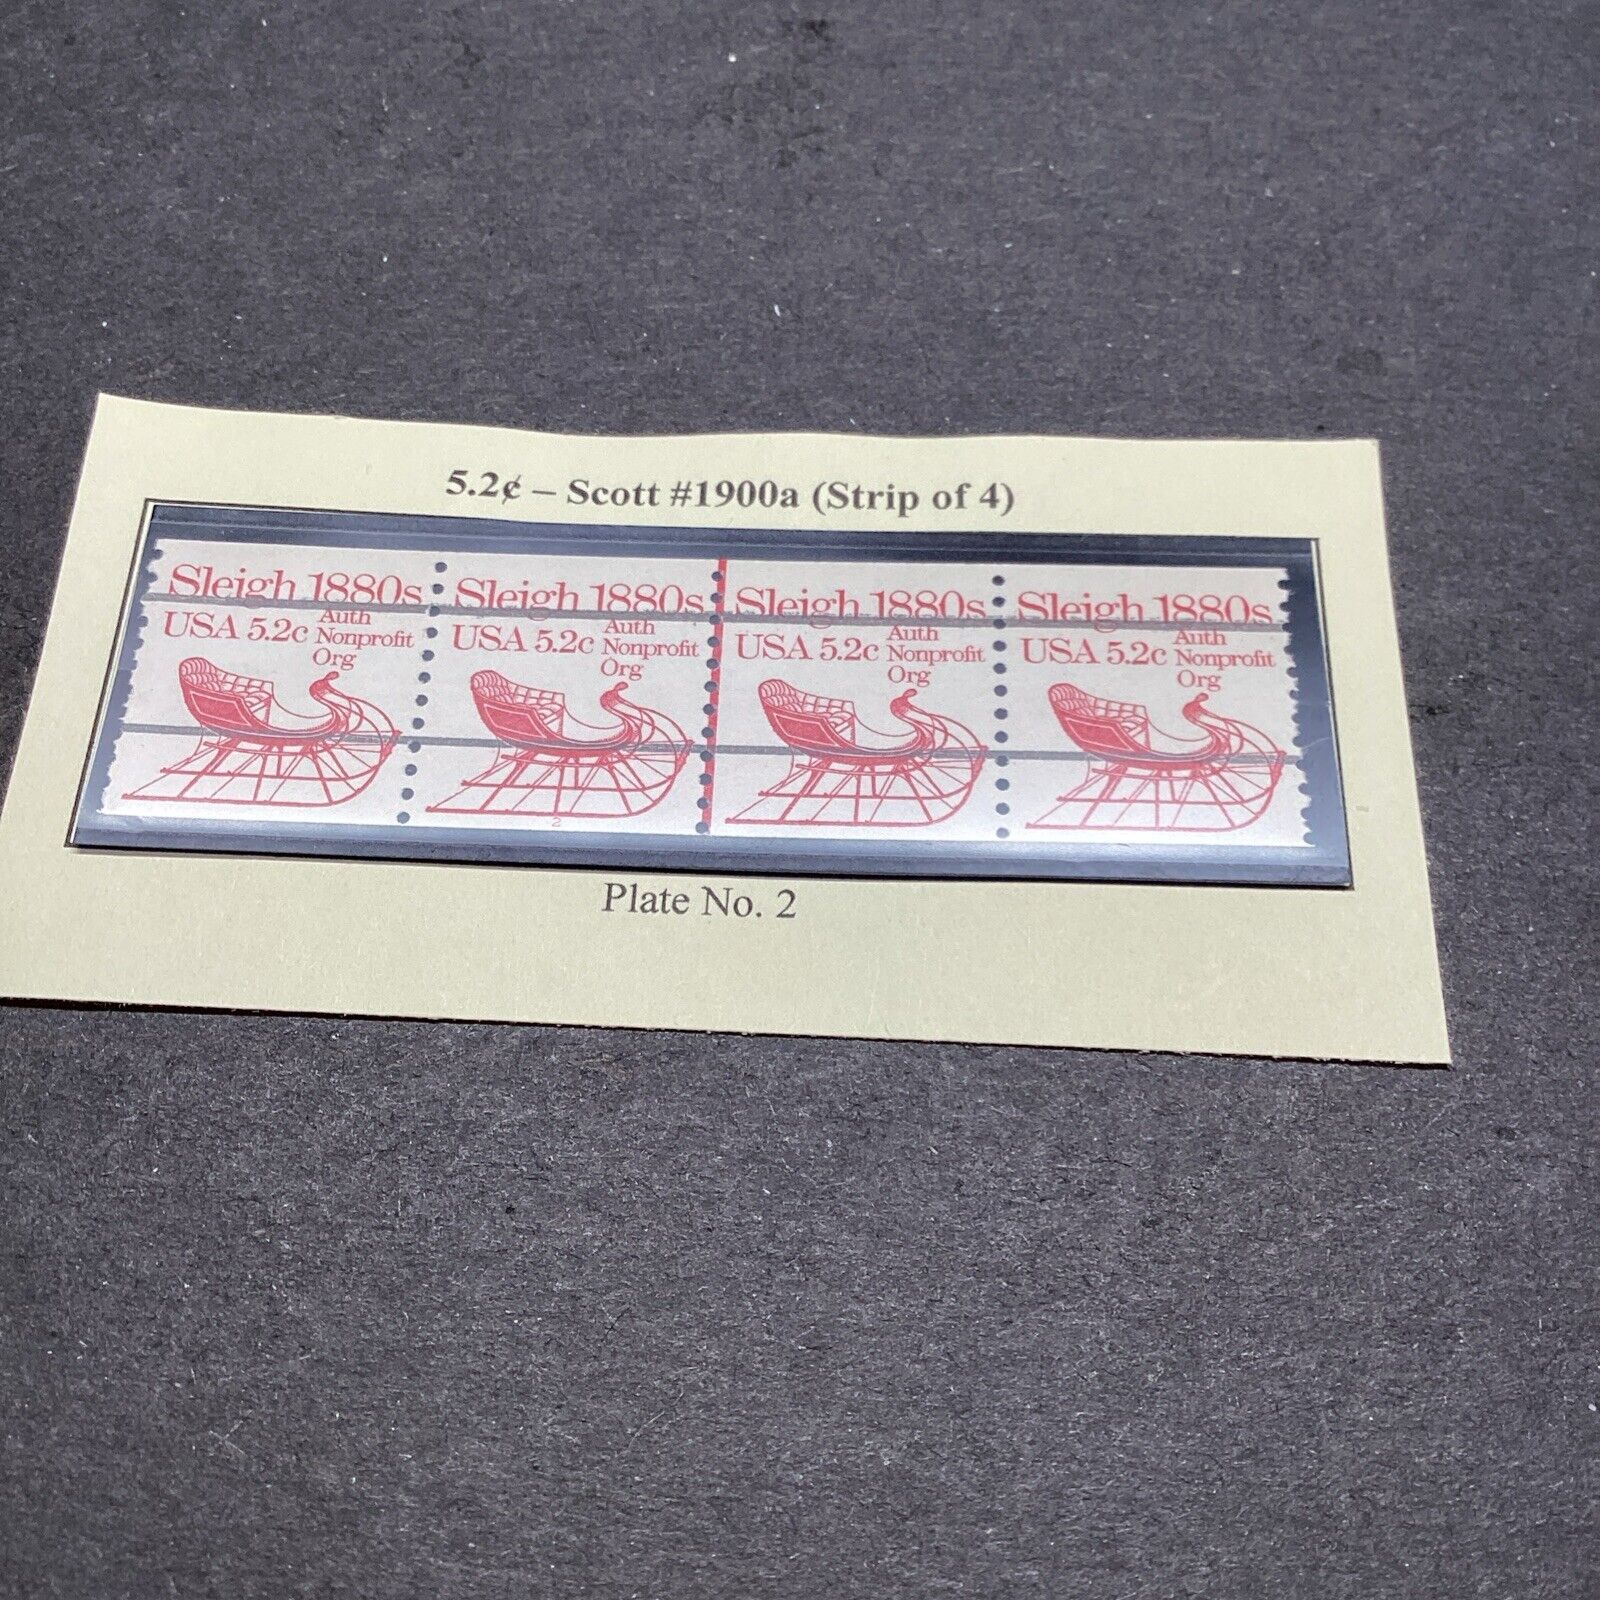 5.2¢ – Scott #1900a (Strip of 4)
Sleigh 1880s Sleigh 1880s Sleigh 1880s Sleigh 1880s
USA 5.2c Auth Nonprofit Org USA 5.2c Auth Nonprofit Org USA 5.2c Auth Nonprofit Org USA 5.2c Auth Nonprofit Org
2
Plate No. 2